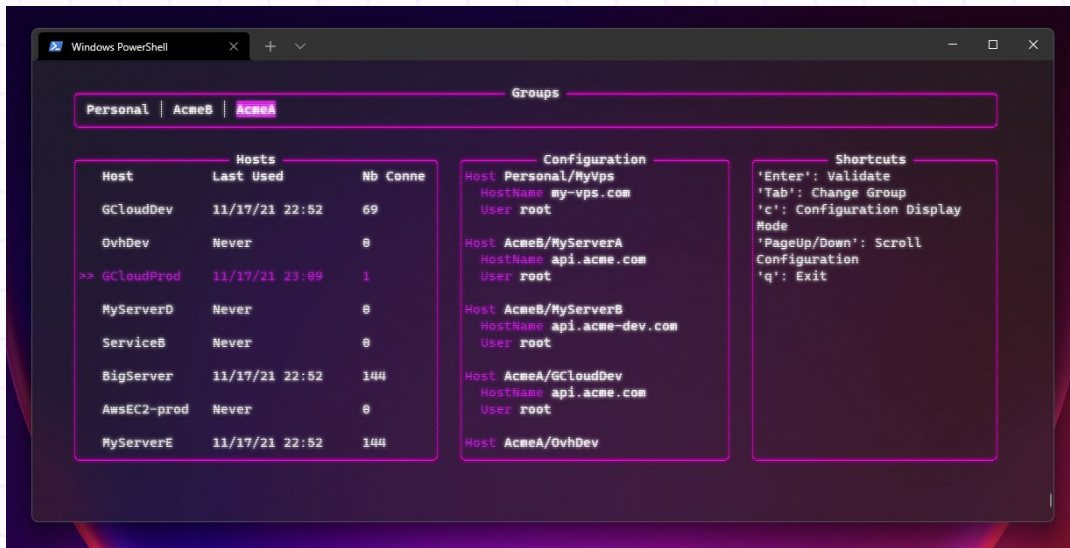 Windows PowerShell
Groups
Personal │ AcmeB │ AcmeA
Hosts
Host Last Used Nb Conne
GCloudDev 11/17/21 22:52 69
OvhDev Never 0
>> GCloudProd 11/17/21 23:09 1
MyServerD Never 0
ServiceB Never 0
BigServer 11/17/21 22:52 144
AwsEC2-prod Never 0
MyServerE 11/17/21 22:52 144
Configuration
Host Personal/MyVps
HostName my-vps.com
User root
Host AcmeB/MyServerA
HostName api.acme.com
User root
Host AcmeB/MyServerB
HostName api.acme-dev.com
User root
Host AcmeA/GCloudDev
HostName api.acme.com
User root
Host AcmeA/OvhDev
Shortcuts
'Enter': Validate
'Tab': Change Group
'c': Configuration Display
Mode
'PageUp/Down': Scroll
Configuration
'q': Exit